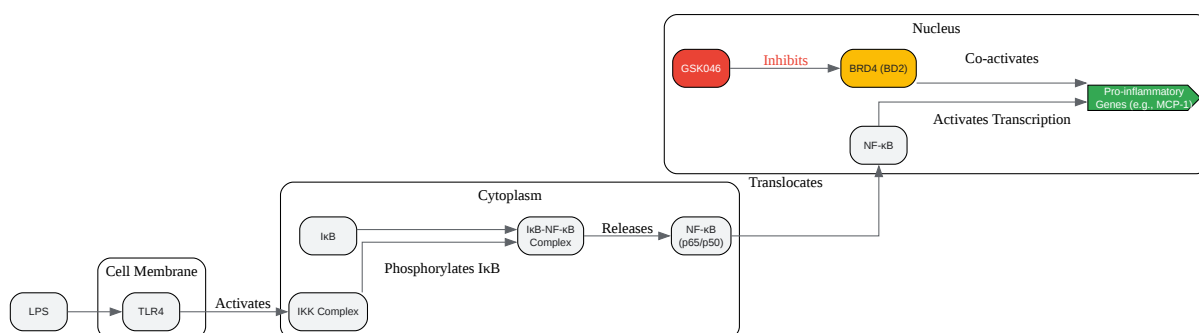 Nucleus
GSK046
Inhibits
BRD4 (BD2)
Co-activates
Pro-inflammatory
Genes (e.g., MCP-1)
Activates Transcription
NF-κB
Translocates
Cytoplasm
IκB
IκB-NF-κB
Complex
Releases
NF-κB
(p65/p50)
Phosphorylates IκB
Cell Membrane
LPS
TLR4
Activates
IKK Complex